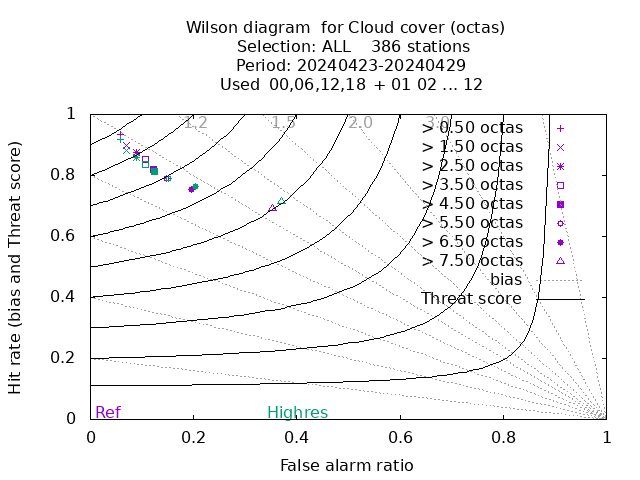 Wilson diagram  for Cloud cover (octas)
Selection: ALL    386 stations
Period: 20240423-20240429
Used  00,06,12,18  + 01 02 ... 12
Hit rate (bias and Threat score)
1
0.8
0.6
0.4
0.2
0
1.2
1.5
2.0
3.0
> 0.50 octas
> 1.50 octas
> 2.50 octas
> 3.50 octas
> 4.50 octas
> 5.50 octas
> 6.50 octas
> 7.50 octas
bias
Threat score
Ref
Highres
0 0.2 0.4 0.6 0.8 1
False alarm ratio